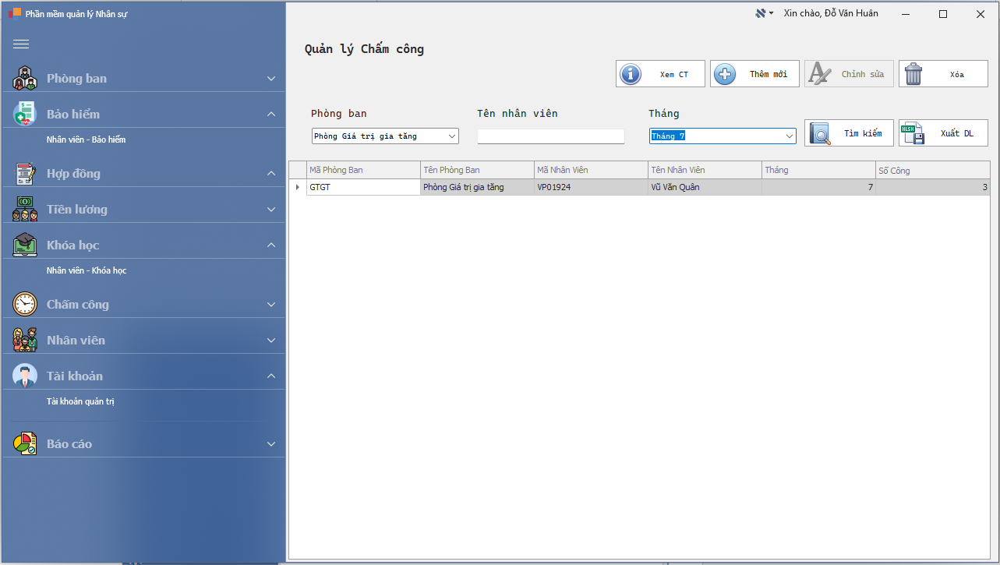 Phần mềm quản lý Nhân sự
Xin chào, Đỗ Văn Huân
Phòng ban
Bảo hiểm
Nhân viên - Bảo hiểm
Hợp đồng
Tiền lương
Khóa học
Nhân viên - Khóa học
Chấm công
Nhân viên
Tài khoản
Tài khoản quản trị
Báo cáo
Quản lý Chấm công
Xem CT Thêm mới Chỉnh sửa Xóa
Phòng ban Tên nhân viên Tháng
Phòng Giá trị gia tăng Tháng 7 Tìm kiếm XLSX Xuất DL
Mã Phòng Ban Tên Phòng Ban Mã Nhân Viên Tên Nhân Viên Tháng Số Công
GTGT Phòng Giá trị gia tăng VP01924 Vũ Văn Quân 7 3